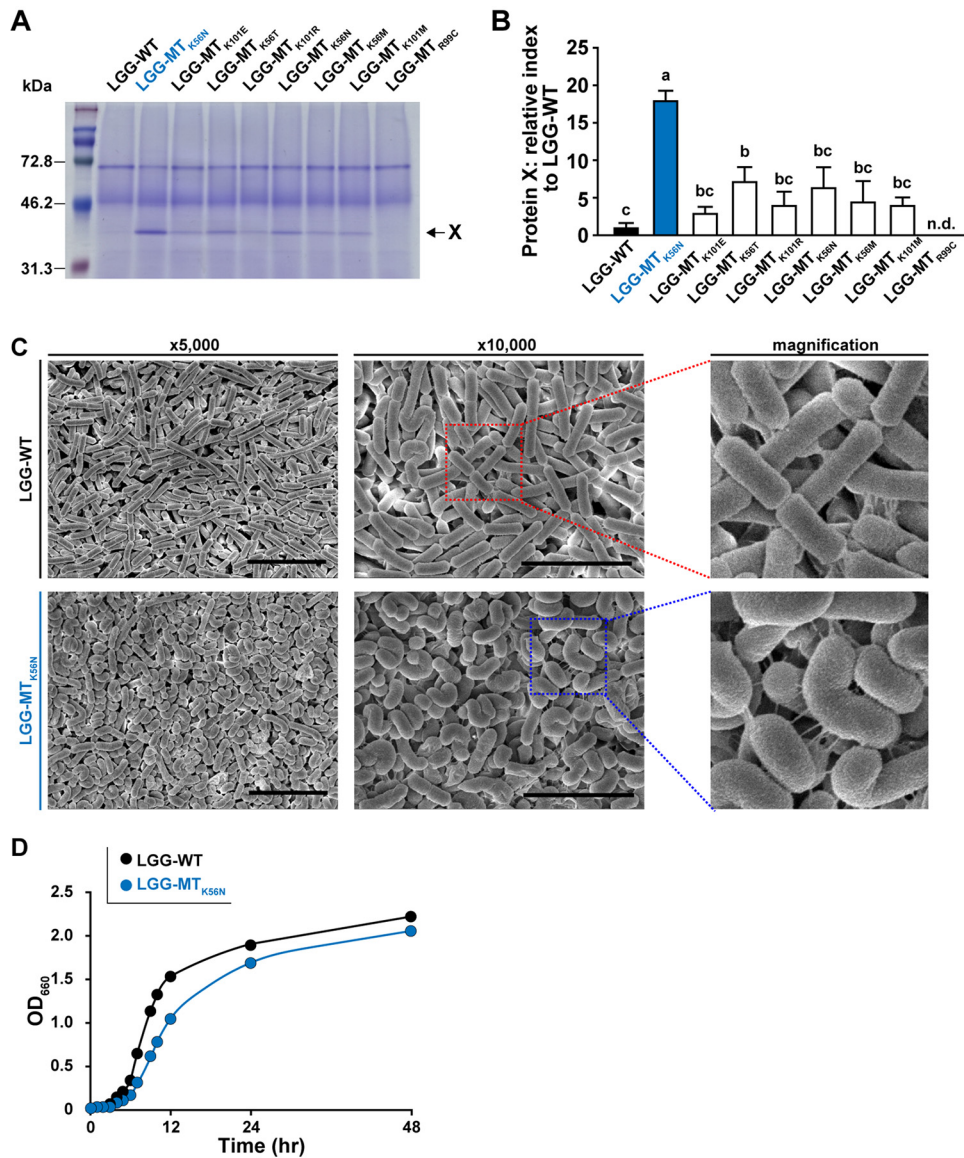 A
LGG-WT
LGG-MT K56N
LGG-MT K101E
LGG-MT K56T
LGG-MT K101R
LGG-MT K56N
LGG-MT K56M
LGG-MT K101M
LGG-MT R99C
kDa
72.8
46.2
31.3
X
B
Protein X: relative index
to LGG-WT
25
20
15
10
5
0
c
a
bc
b
bc
bc
bc
bc
n.d.
LGG-WT
LGG-MT K56N
LGG-MT K101E
LGG-MT K56T
LGG-MT K101R
LGG-MT K56N
LGG-MT K56M
LGG-MT K101M
LGG-MT R99C
C
x5,000
x10,000
magnification
LGG-WT
LGG-MT K56N
D
LGG-WT
LGG-MT K56N
OD660
2.5
2.0
1.5
1.0
0.5
0
0 12 24 48
Time (hr)